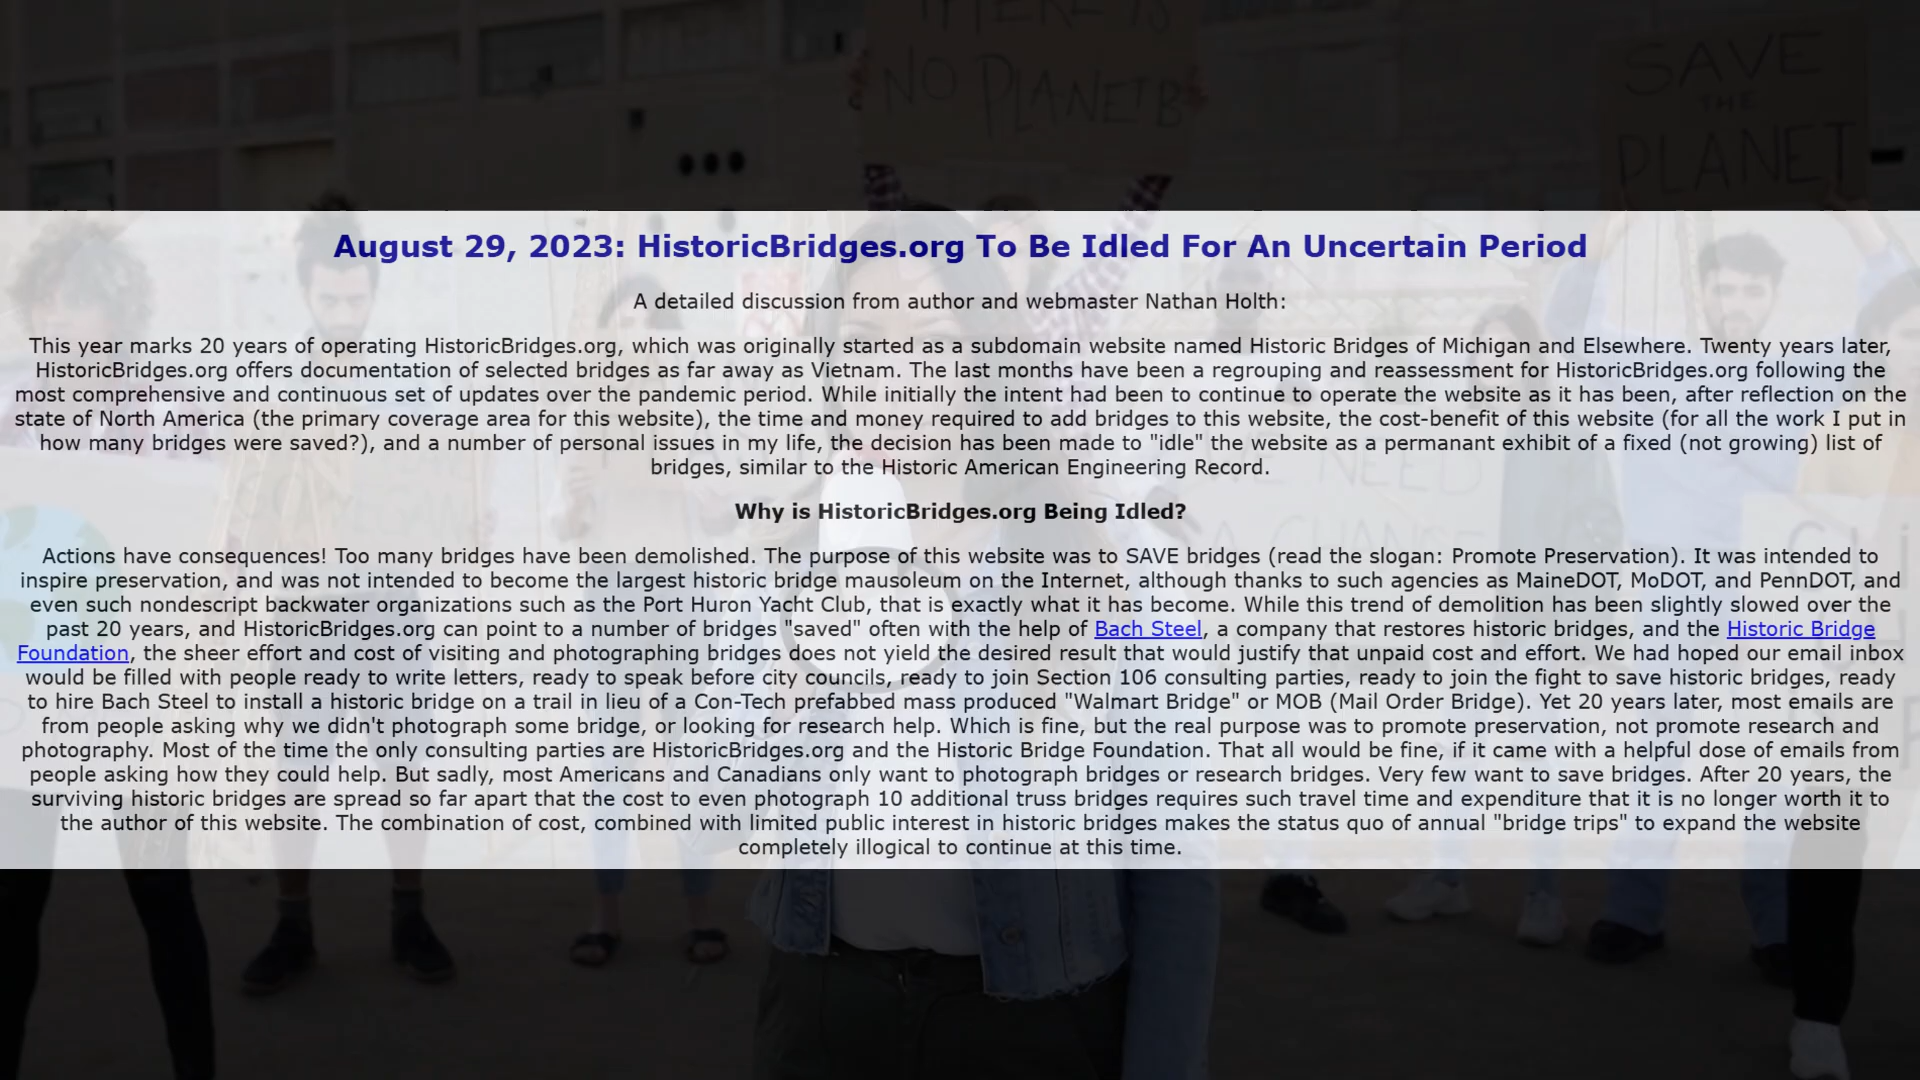 THERE IS
NO PLANET B
SAVE
THE
PLANET
August 29, 2023: HistoricBridges.org To Be Idled For An Uncertain Period
A detailed discussion from author and webmaster Nathan Holth:
This year marks 20 years of operating HistoricBridges.org, which was originally started as a subdomain website named Historic Bridges of Michigan and Elsewhere. Twenty years later,
HistoricBridges.org offers documentation of selected bridges as far away as Vietnam. The last months have been a regrouping and reassessment for HistoricBridges.org following the
most comprehensive and continuous set of updates over the pandemic period. While initially the intent had been to continue to operate the website as it has been, after reflection on the
state of North America (the primary coverage area for this website), the time and money required to add bridges to this website, the cost-benefit of this website (for all the work I put in
how many bridges were saved?), and a number of personal issues in my life, the decision has been made to "idle" the website as a permanant exhibit of a fixed (not growing) list of
bridges, similar to the Historic American Engineering Record.
Why is HistoricBridges.org Being Idled?
Actions have consequences! Too many bridges have been demolished. The purpose of this website was to SAVE bridges (read the slogan: Promote Preservation). It was intended to
inspire preservation, and was not intended to become the largest historic bridge mausoleum on the Internet, although thanks to such agencies as MaineDOT, MoDOT, and PennDOT, and
even such nondescript backwater organizations such as the Port Huron Yacht Club, that is exactly what it has become. While this trend of demolition has been slightly slowed over the
past 20 years, and HistoricBridges.org can point to a number of bridges "saved" often with the help of Bach Steel, a company that restores historic bridges, and the Historic Bridge
Foundation, the sheer effort and cost of visiting and photographing bridges does not yield the desired result that would justify that unpaid cost and effort. We had hoped our email inbox
would be filled with people ready to write letters, ready to speak before city councils, ready to join Section 106 consulting parties, ready to join the fight to save historic bridges, ready
to hire Bach Steel to install a historic bridge on a trail in lieu of a Con-Tech prefabbed mass produced "Walmart Bridge" or MOB (Mail Order Bridge). Yet 20 years later, most emails are
from people asking why we didn't photograph some bridge, or looking for research help. Which is fine, but the real purpose was to promote preservation, not promote research and
photography. Most of the time the only consulting parties are HistoricBridges.org and the Historic Bridge Foundation. That all would be fine, if it came with a helpful dose of emails from
people asking how they could help. But sadly, most Americans and Canadians only want to photograph bridges or research bridges. Very few want to save bridges. After 20 years, the
surviving historic bridges are spread so far apart that the cost to even photograph 10 additional truss bridges requires such travel time and expenditure that it is no longer worth it to
the author of this website. The combination of cost, combined with limited public interest in historic bridges makes the status quo of annual "bridge trips" to expand the website
completely illogical to continue at this time.
WE NEED
A CHANGE